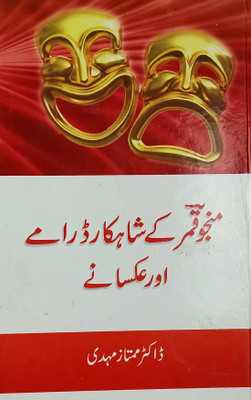 منجو قمر کے شاہکار ڈرامے
اور عکسانے
ڈاکٹر ممتاز مہدی